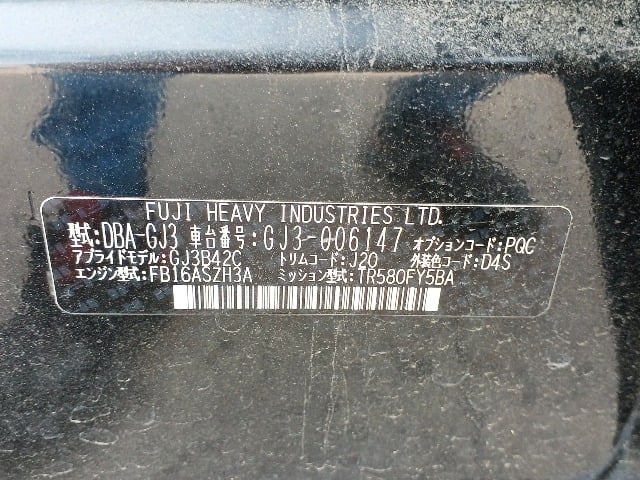 FUJI HEAVY INDUSTRIES LTD.
型式:DBA-GJ3 車台番号:GJ3-006147 オプションコード:PQC
アプライドモデル:GJ3B42C トリムコード:J20 外装色コード:D4S
エンジン型式:FB16ASZH3A ミッション型式:TR580FY5BA